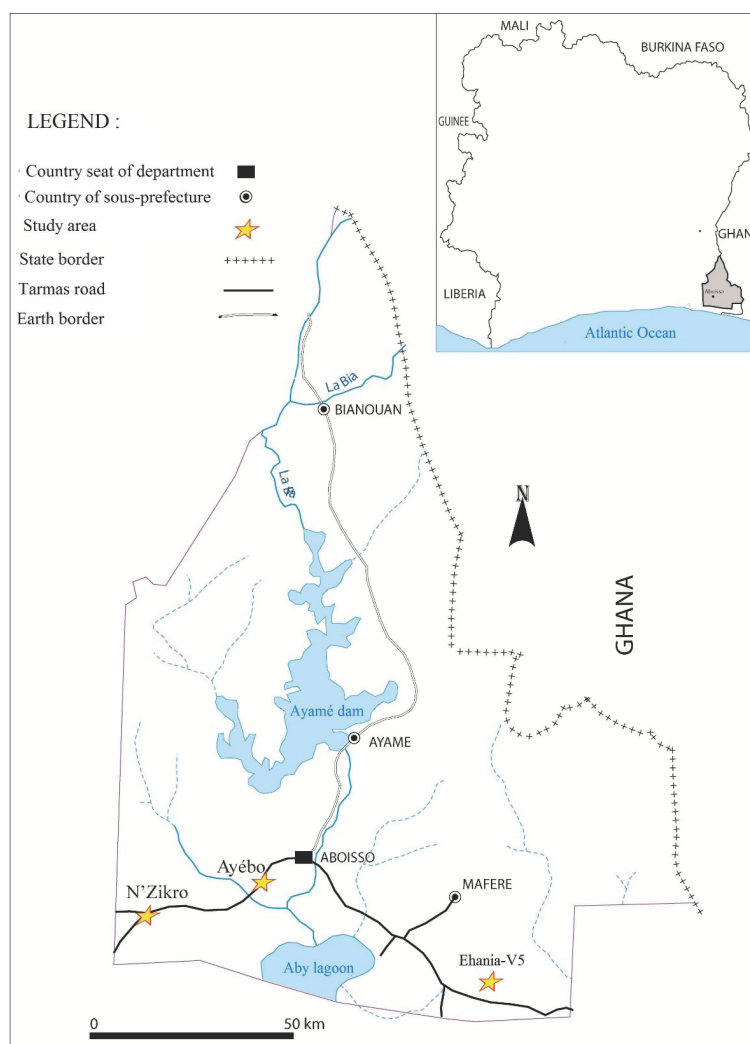 MALI
BURKINA FASO
GUINEE
GHAN
LIBERIA
Aboisso
Atlantic Ocean
LEGEND :
Country seat of department
Country of sous-prefecture
Study area
State border
Tarmas road
Earth border
La Bia
BIANOUAN
N
GHANA
Ayamé dam
AYAME
ABOISSO
Ayébo
N'Zikro
MAFERE
Ehania-V5
Aby lagoon
0 50 km